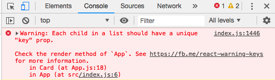 Elements Console Sources »
top Filter All levels ▼
Warning: Each child in a list should have a unique index.js:1446
"key" prop.
Check the render method of `App`. See https://fb.me/react-warning-keys
for more information.
in Card (at App.js:18)
in App (at src/index.js:6)